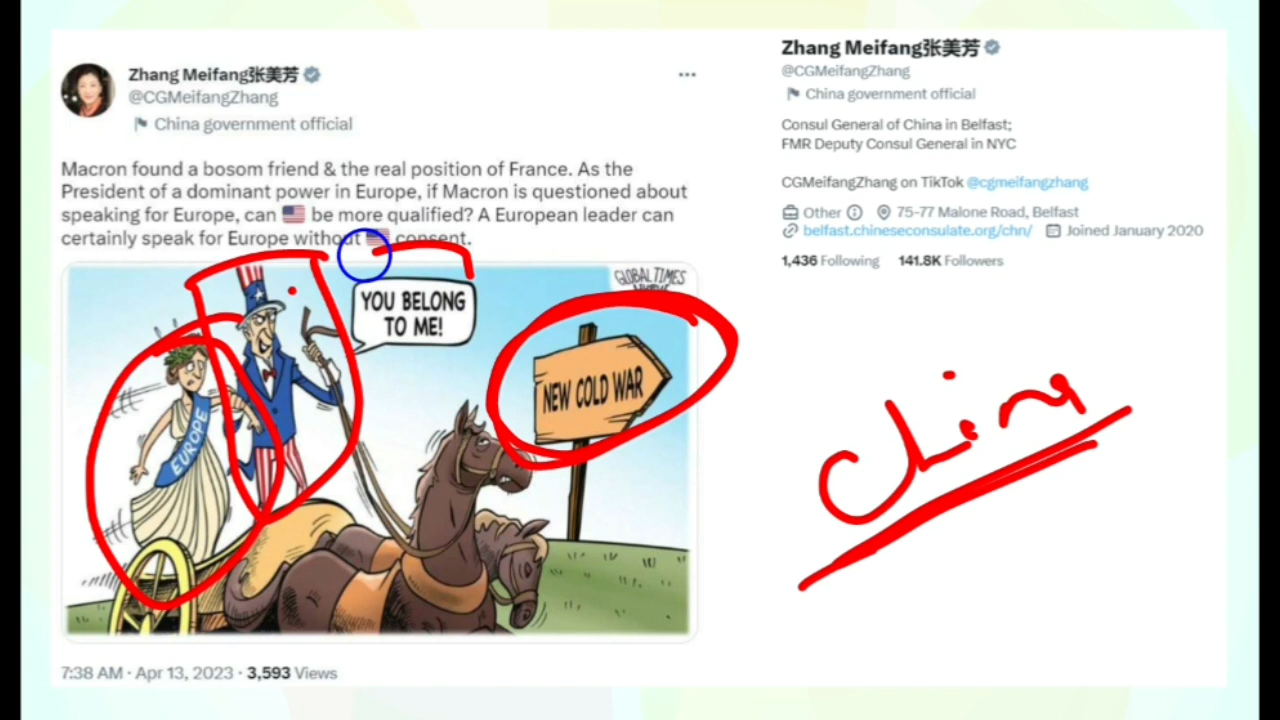 Zhang Meifang张美芳
@CGMeifangZhang
China government official
Macron found a bosom friend & the real position of France. As the
President of a dominant power in Europe, if Macron is questioned about
speaking for Europe, can 🇺🇸 be more qualified? A European leader can
certainly speak for Europe without 🇺🇸 consent.
GLOBAL TIMES
YOU BELONG
TO ME!
NEW COLD WAR
EUROPE
7:38 AM · Apr 13, 2023 · 3,593 Views
Zhang Meifang张美芳
@CGMeifangZhang
China government official
Consul General of China in Belfast;
FMR Deputy Consul General in NYC
CGMeifangZhang on TikTok @cgmeifangzhang
Other 75-77 Malone Road, Belfast
belfast.chineseconsulate.org/chn/ Joined January 2020
1,436 Following 141.8K Followers
China